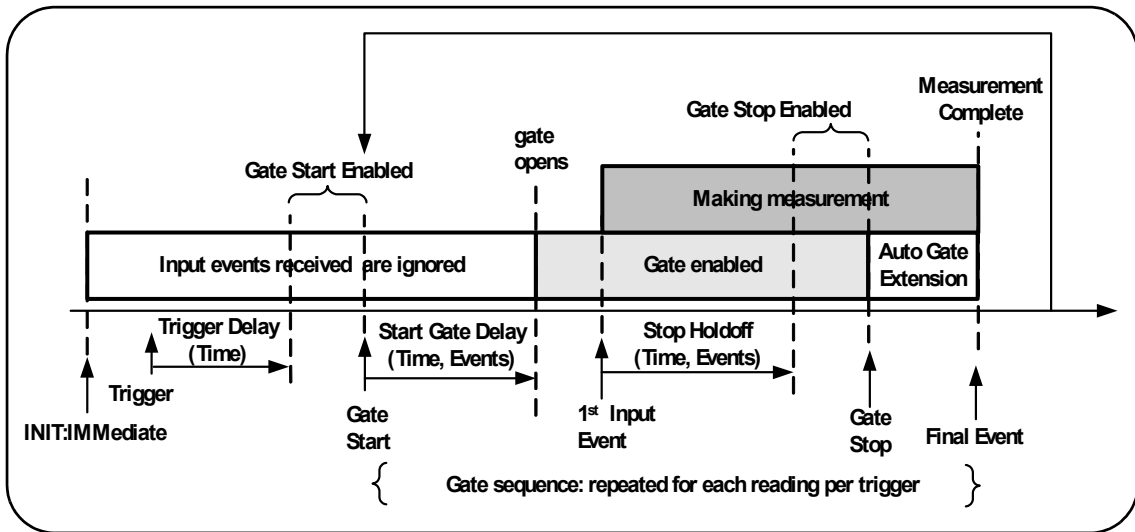 Measurement
Complete
Gate Stop Enabled
gate
opens
Gate Start Enabled
Making measurement
Input events received are ignored
Gate enabled
Auto Gate
Extension
Trigger Delay
(Time)
Start Gate Delay
(Time, Events)
Stop Holdoff
(Time, Events)
Trigger
INIT:IMMediate
Gate
Start
1st Input
Event
Gate
Stop
Final Event
Gate sequence: repeated for each reading per trigger